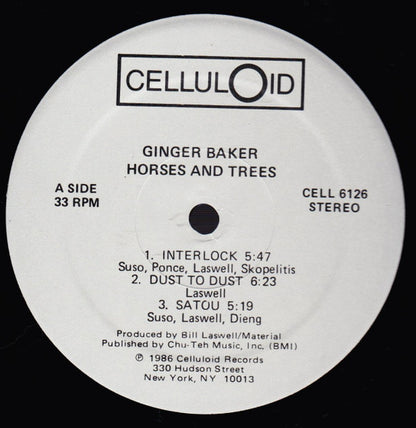 CELLULOID
GINGER BAKER
HORSES AND TREES
A SIDE
33 RPM
CELL 6126
STEREO
1. INTERLOCK 5:47
Suso, Ponce, Laswell, Skopelitis
2. DUST TO DUST 6:23
Laswell
3. SATOU 5:19
Suso, Laswell, Dieng
Produced by Bill Laswell/Material
Published by Chu-Teh Music, Inc. (BMI)
℗ 1986 Celluloid Records
330 Hudson Street
New York, NY 10013